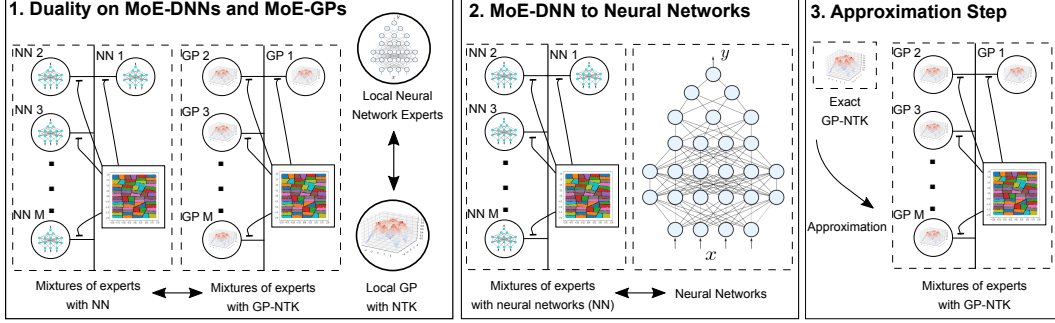 1. Duality on MoE-DNNs and MoE-GPs
NN 2
NN 1
NN 3
NN M
Mixtures of experts
with NN
GP 2
GP 1
GP 3
GP M
Mixtures of experts
with GP-NTK
Local Neural
Network Experts
Local GP
with NTK
2. MoE-DNN to Neural Networks
NN 2
NN 1
NN 3
NN M
Mixtures of experts
with neural networks (NN)
y
x
Neural Networks
3. Approximation Step
Exact
GP-NTK
Approximation
GP 2
GP 1
GP 3
GP M
Mixtures of experts
with GP-NTK